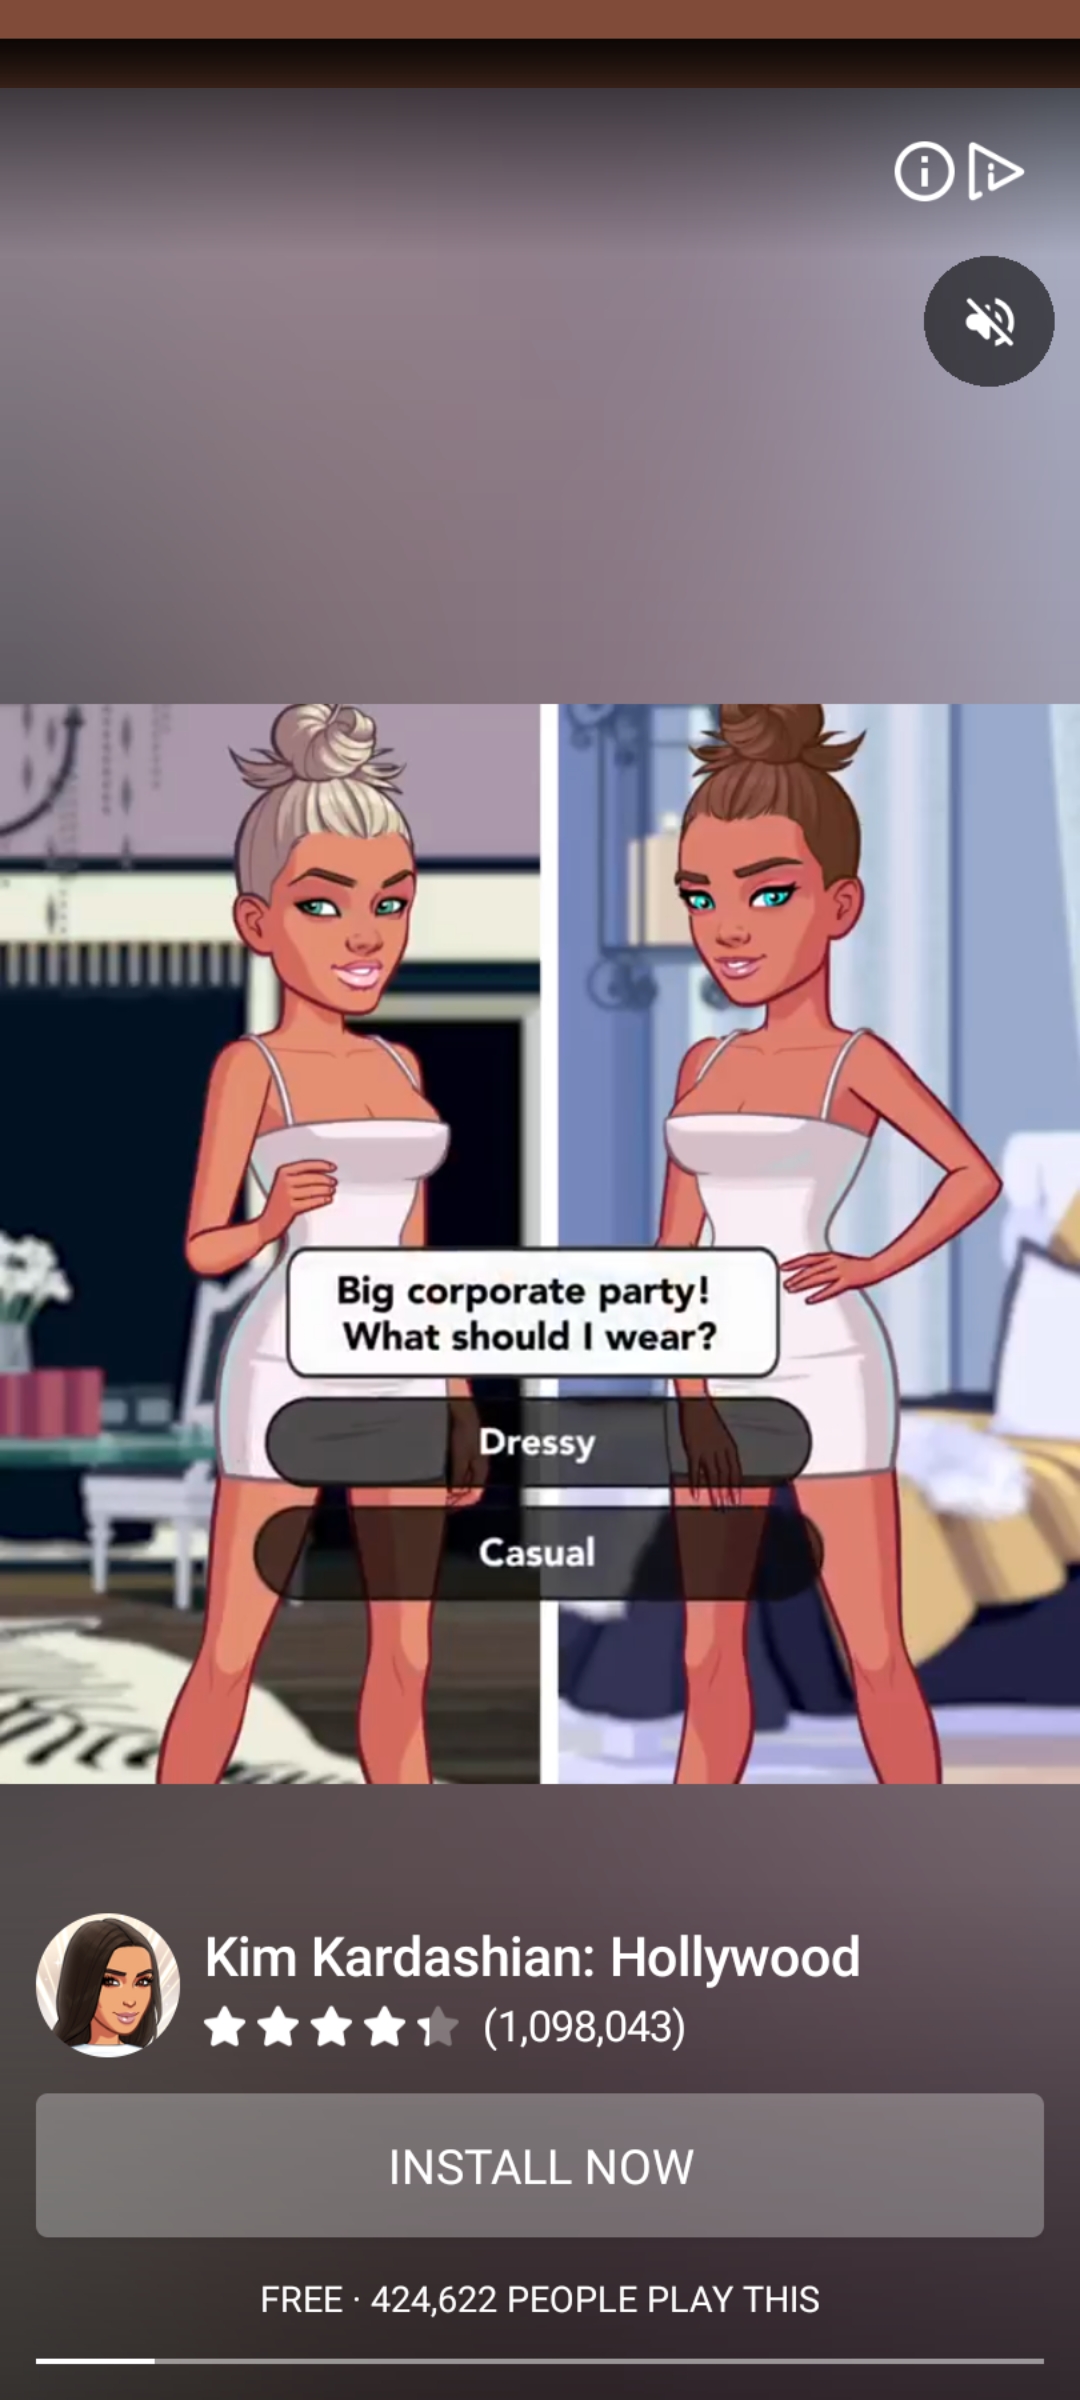 Big corporate party!
What should I wear?
Dressy
Casual
Kim Kardashian: Hollywood
(1,098,043)
INSTALL NOW
FREE · 424,622 PEOPLE PLAY THIS